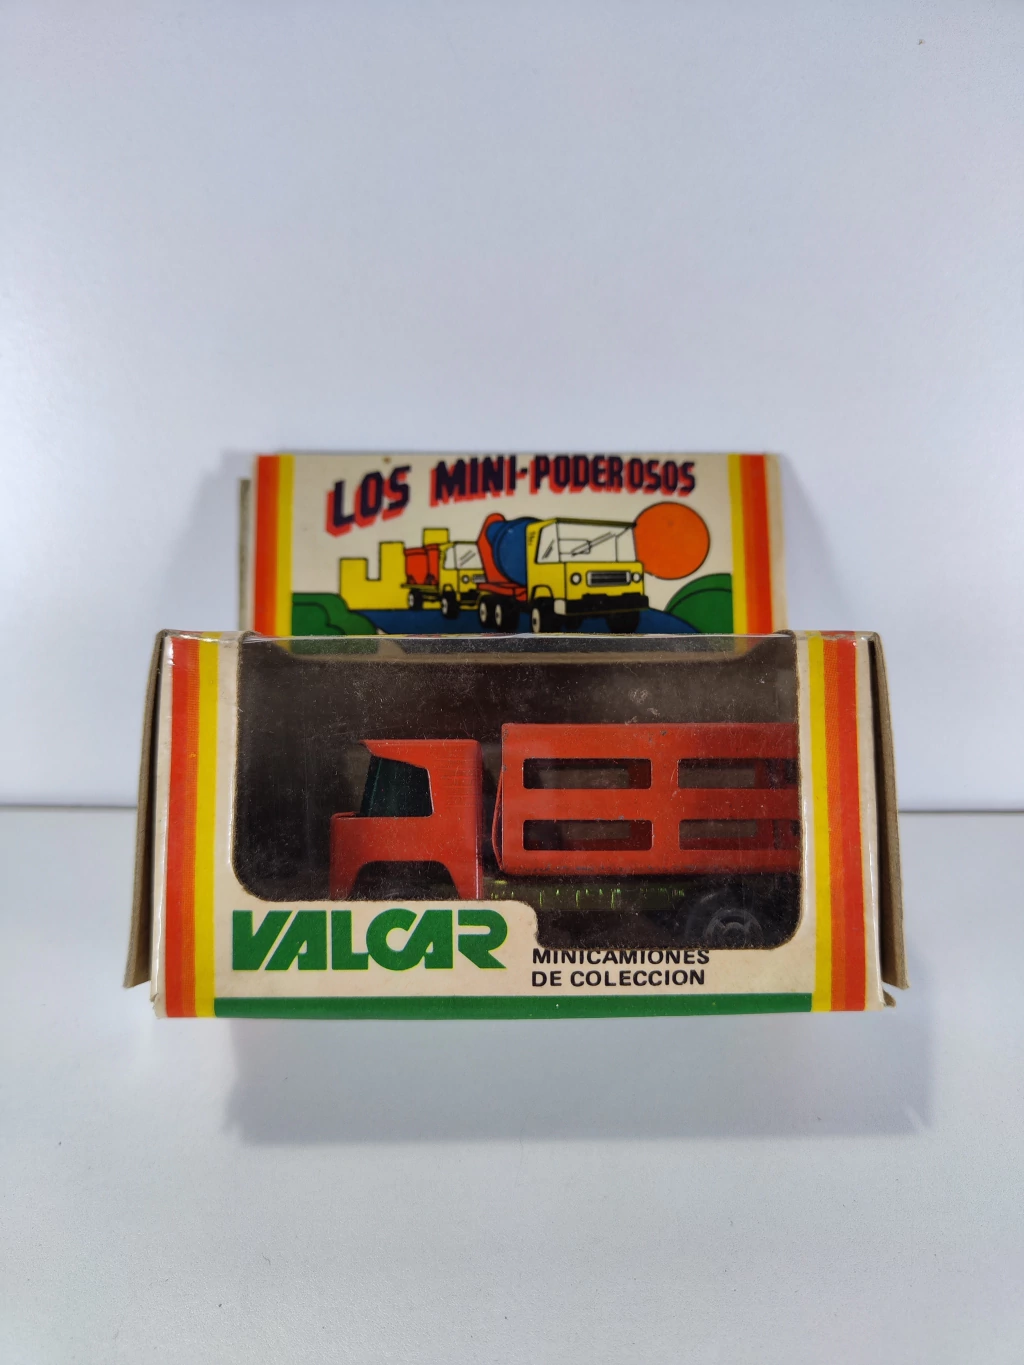 LOS MINI-PODEROSOS
VALCAR
MINICAMIONES
DE COLECCION